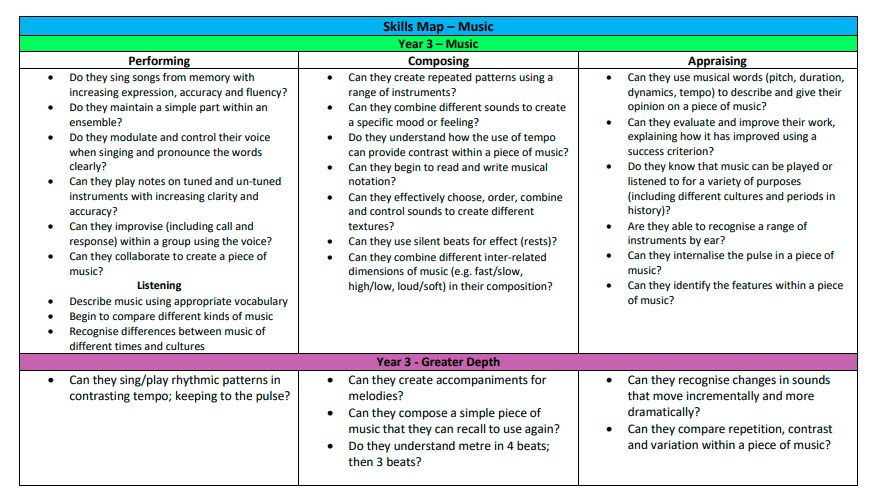 Skills Map – Music
Year 3 – Music
Performing
• Do they sing songs from memory with
increasing expression, accuracy and fluency?
• Do they maintain a simple part within an
ensemble?
• Do they modulate and control their voice
when singing and pronounce the words
clearly?
• Can they play notes on tuned and un-tuned
instruments with increasing clarity and
accuracy?
• Can they improvise (including call and
response) within a group using the voice?
• Can they collaborate to create a piece of
music?
Listening
• Describe music using appropriate vocabulary
• Begin to compare different kinds of music
• Recognise differences between music of
different times and cultures
Composing
• Can they create repeated patterns using a
range of instruments?
• Can they combine different sounds to create
a specific mood or feeling?
• Do they understand how the use of tempo
can provide contrast within a piece of music?
• Can they begin to read and write musical
notation?
• Can they effectively choose, order, combine
and control sounds to create different
textures?
• Can they use silent beats for effect (rests)?
• Can they combine different inter-related
dimensions of music (e.g. fast/slow,
high/low, loud/soft) in their composition?
Appraising
• Can they use musical words (pitch, duration,
dynamics, tempo) to describe and give their
opinion on a piece of music?
• Can they evaluate and improve their work,
explaining how it has improved using a
success criterion?
• Do they know that music can be played or
listened to for a variety of purposes
(including different cultures and periods in
history)?
• Are they able to recognise a range of
instruments by ear?
• Can they internalise the pulse in a piece of
music?
• Can they identify the features within a piece
of music?
Year 3 - Greater Depth
• Can they sing/play rhythmic patterns in
contrasting tempo; keeping to the pulse?
• Can they create accompaniments for
melodies?
• Can they compose a simple piece of
music that they can recall to use again?
• Do they understand metre in 4 beats;
then 3 beats?
• Can they recognise changes in sounds
that move incrementally and more
dramatically?
• Can they compare repetition, contrast
and variation within a piece of music?